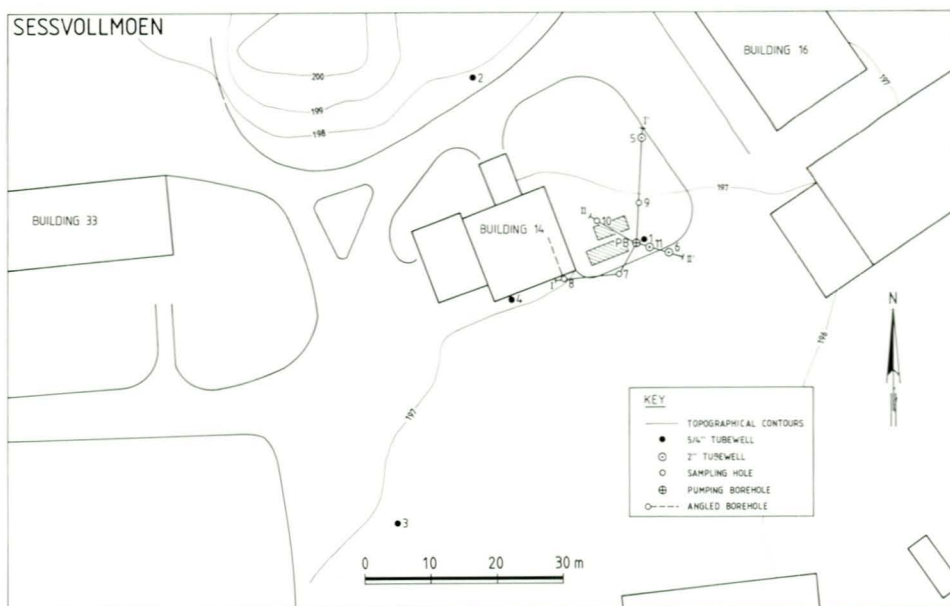 SESSVOLLMOEN
BUILDING 16
200
2
199
198
197
I'
5
197
9
BUILDING 33
II
10
BUILDING 14
PB
1
11
6
II'
7
I
8
4
N
196
197
KEY
TOPOGRAPHICAL CONTOURS
5/4" TUBEWELL
2" TUBEWELL
SAMPLING HOLE
PUMPING BOREHOLE
ANGLED BOREHOLE
3
0 10 20 30 m